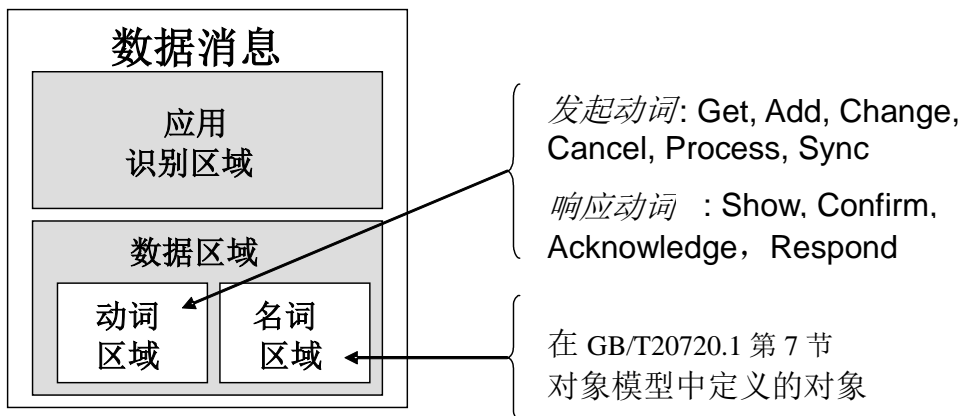 数据消息
应用
识别区域
数据区域
动词
区域
名词
区域
发起动词: Get, Add, Change,
Cancel, Process, Sync
响应动词 : Show, Confirm,
Acknowledge，Respond
在 GB/T20720.1 第 7 节
对象模型中定义的对象